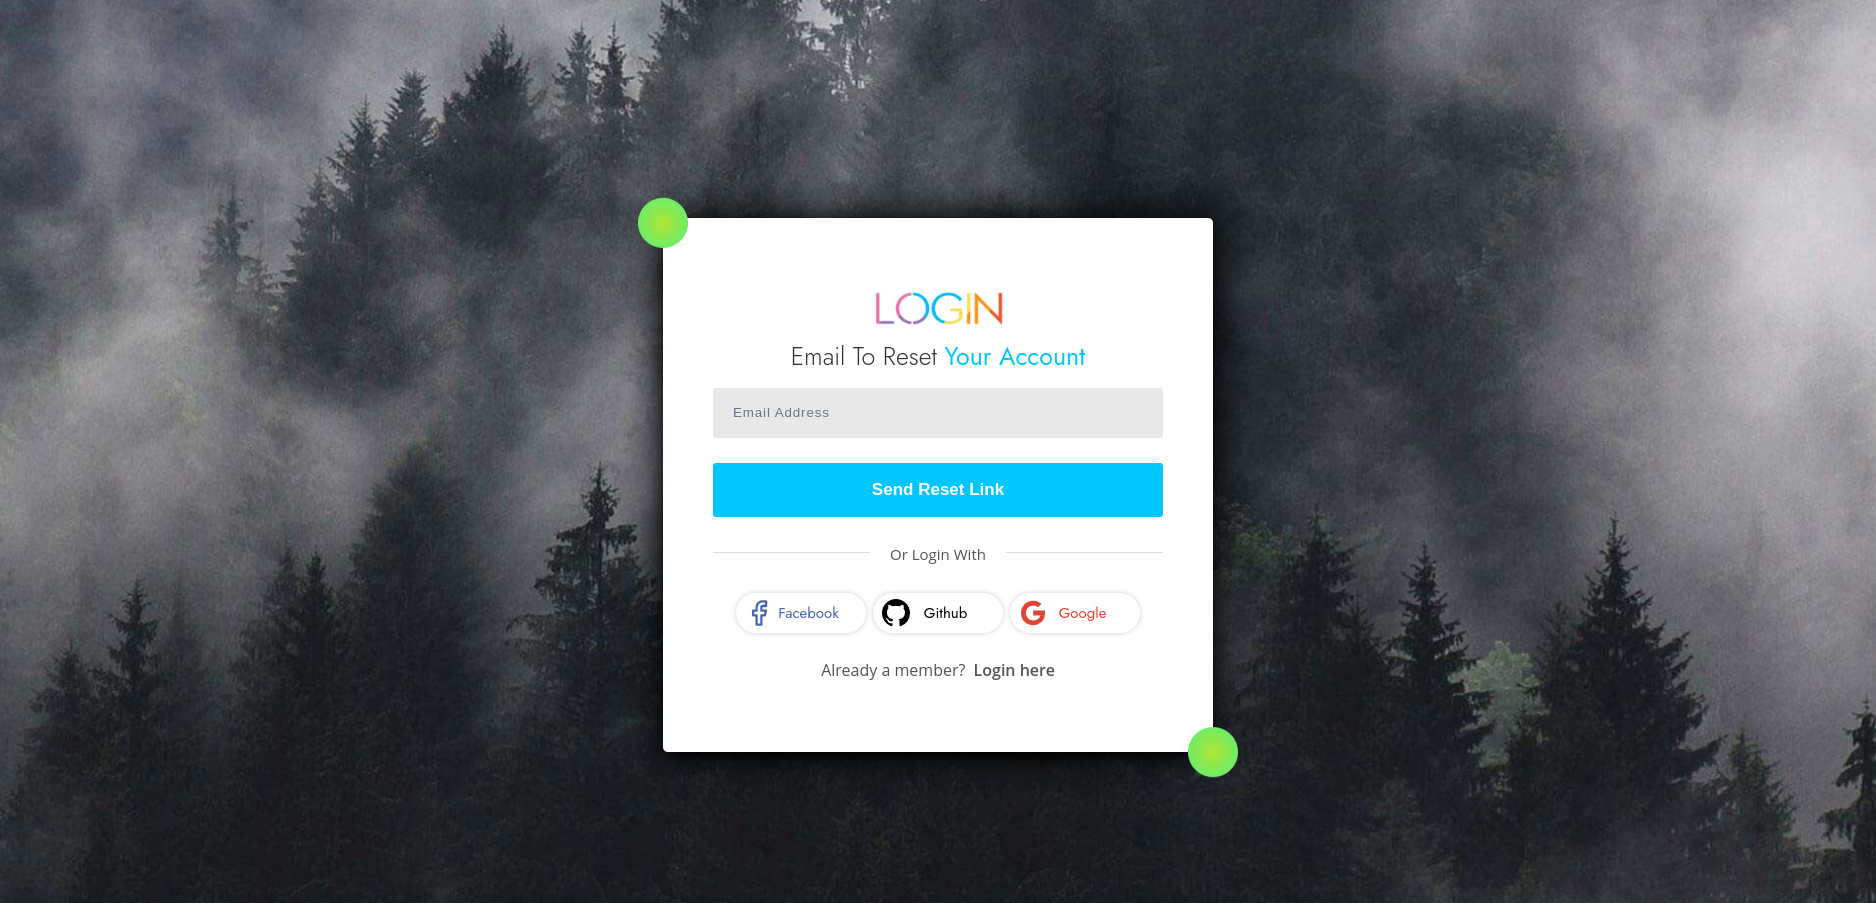 LOGIN
Email To Reset Your Account
Email Address
Send Reset Link
Or Login With
Facebook Github Google
Already a member? Login here